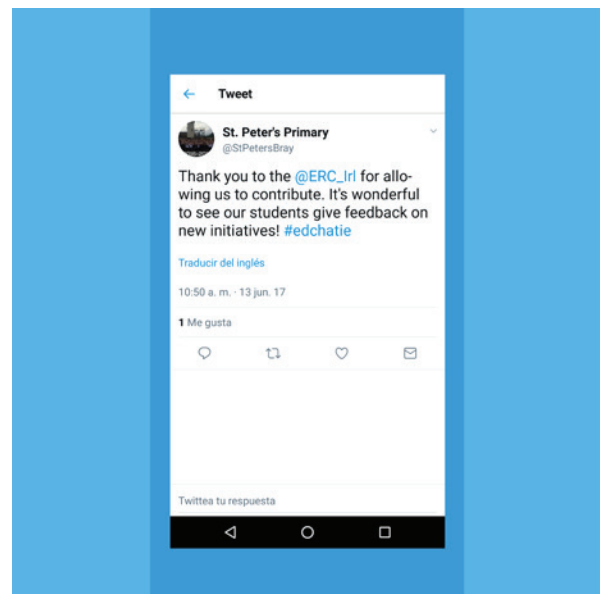 Tweet
St. Peter's Primary
@StPetersBray
Thank you to the @ERC_Irl for allo-
wing us to contribute. It's wonderful
to see our students give feedback on
new initiatives! #edchatie
Traducir del inglés
10:50 a. m. · 13 jun. 17
1 Me gusta
Twittea tu respuesta